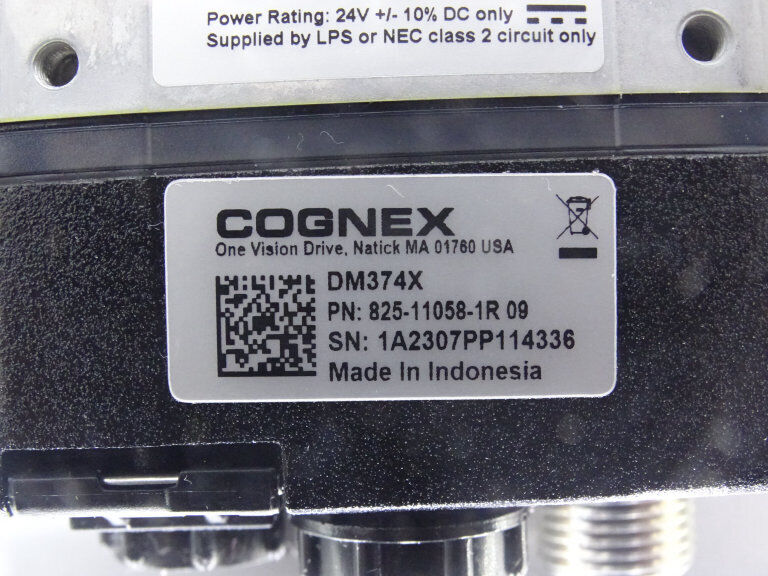 Power Rating: 24V +/- 10% DC only
Supplied by LPS or NEC class 2 circuit only
COGNEX
One Vision Drive, Natick MA 01760 USA
DM374X
PN: 825-11058-1R 09
SN: 1A2307PP114336
Made In Indonesia